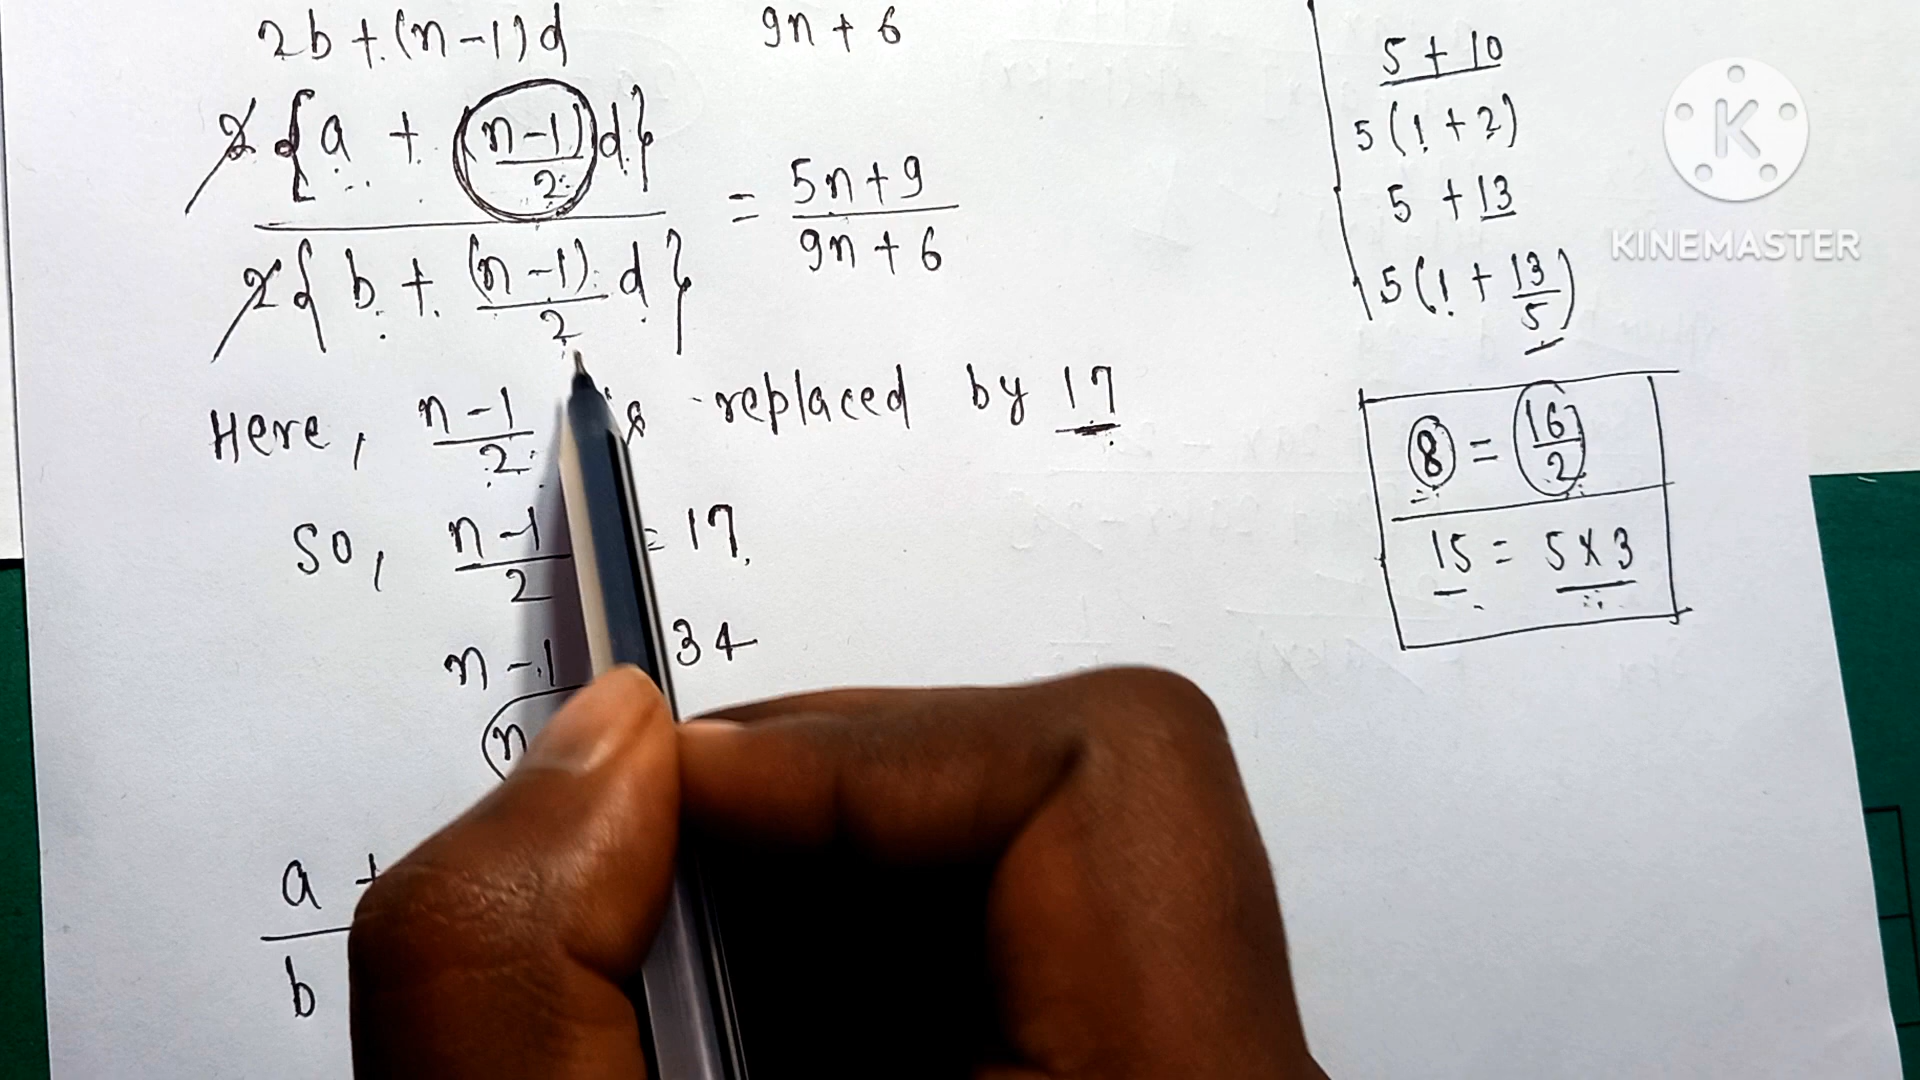 2b + (n-1)d 9n + 6
2{a + (n-1)/2 d} / 2{b + (n-1)/2 d} = 5n+9 / 9n+6
Here, n-1/2 is replaced by 17
So, n-1/2 = 17
n-1 34
n
a +
b
5 + 10
5(1 + 2)
5 + 13
5(1 + 13/5)
8 = 16/2
15 = 5×3
K
KINEMASTER